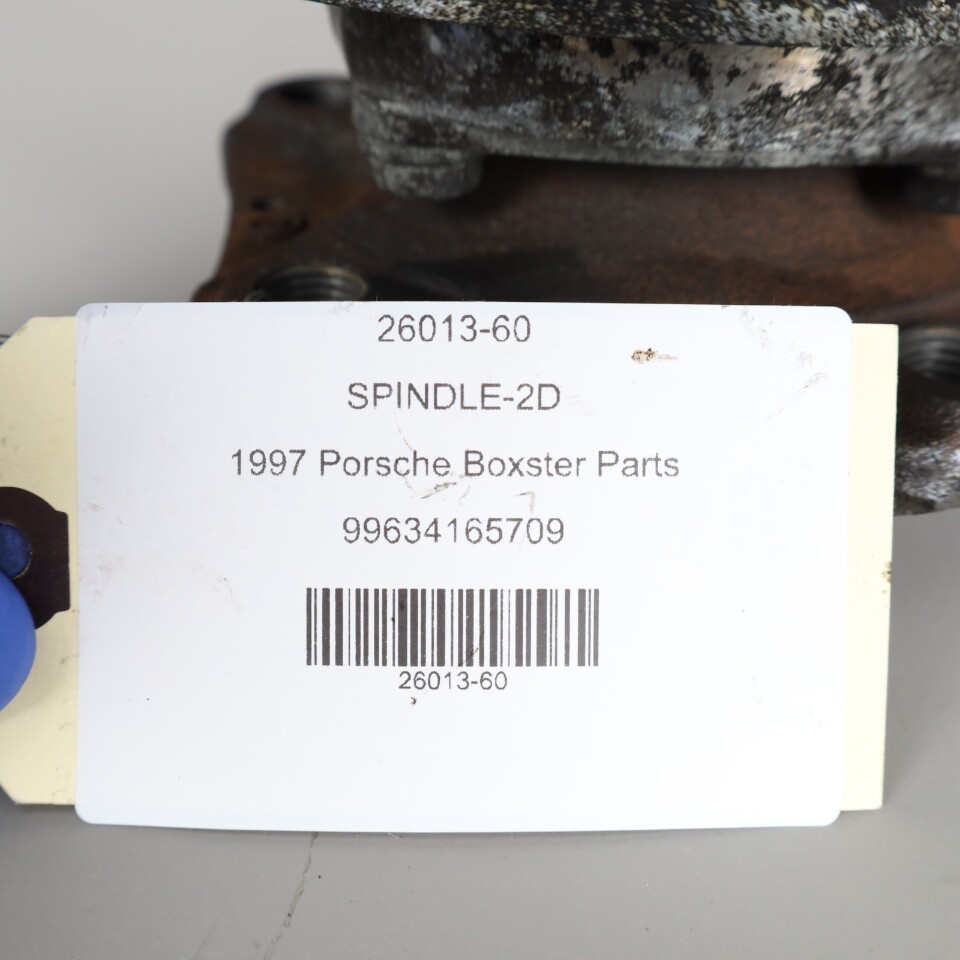 26013-60
SPINDLE-2D
1997 Porsche Boxster Parts
99634165709
26013-60